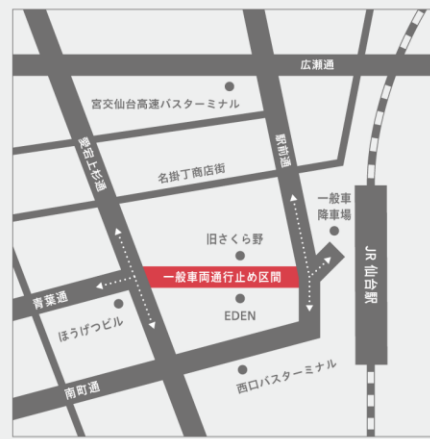 広瀬通
宮交仙台高速バスターミナル
愛宕上杉通
駅前通
名掛丁商店街
一般車
降車場
旧さくら野
JR 仙台駅
一般車両通行止め区間
青葉通
EDEN
ほうげつビル
西口バスターミナル
南町通